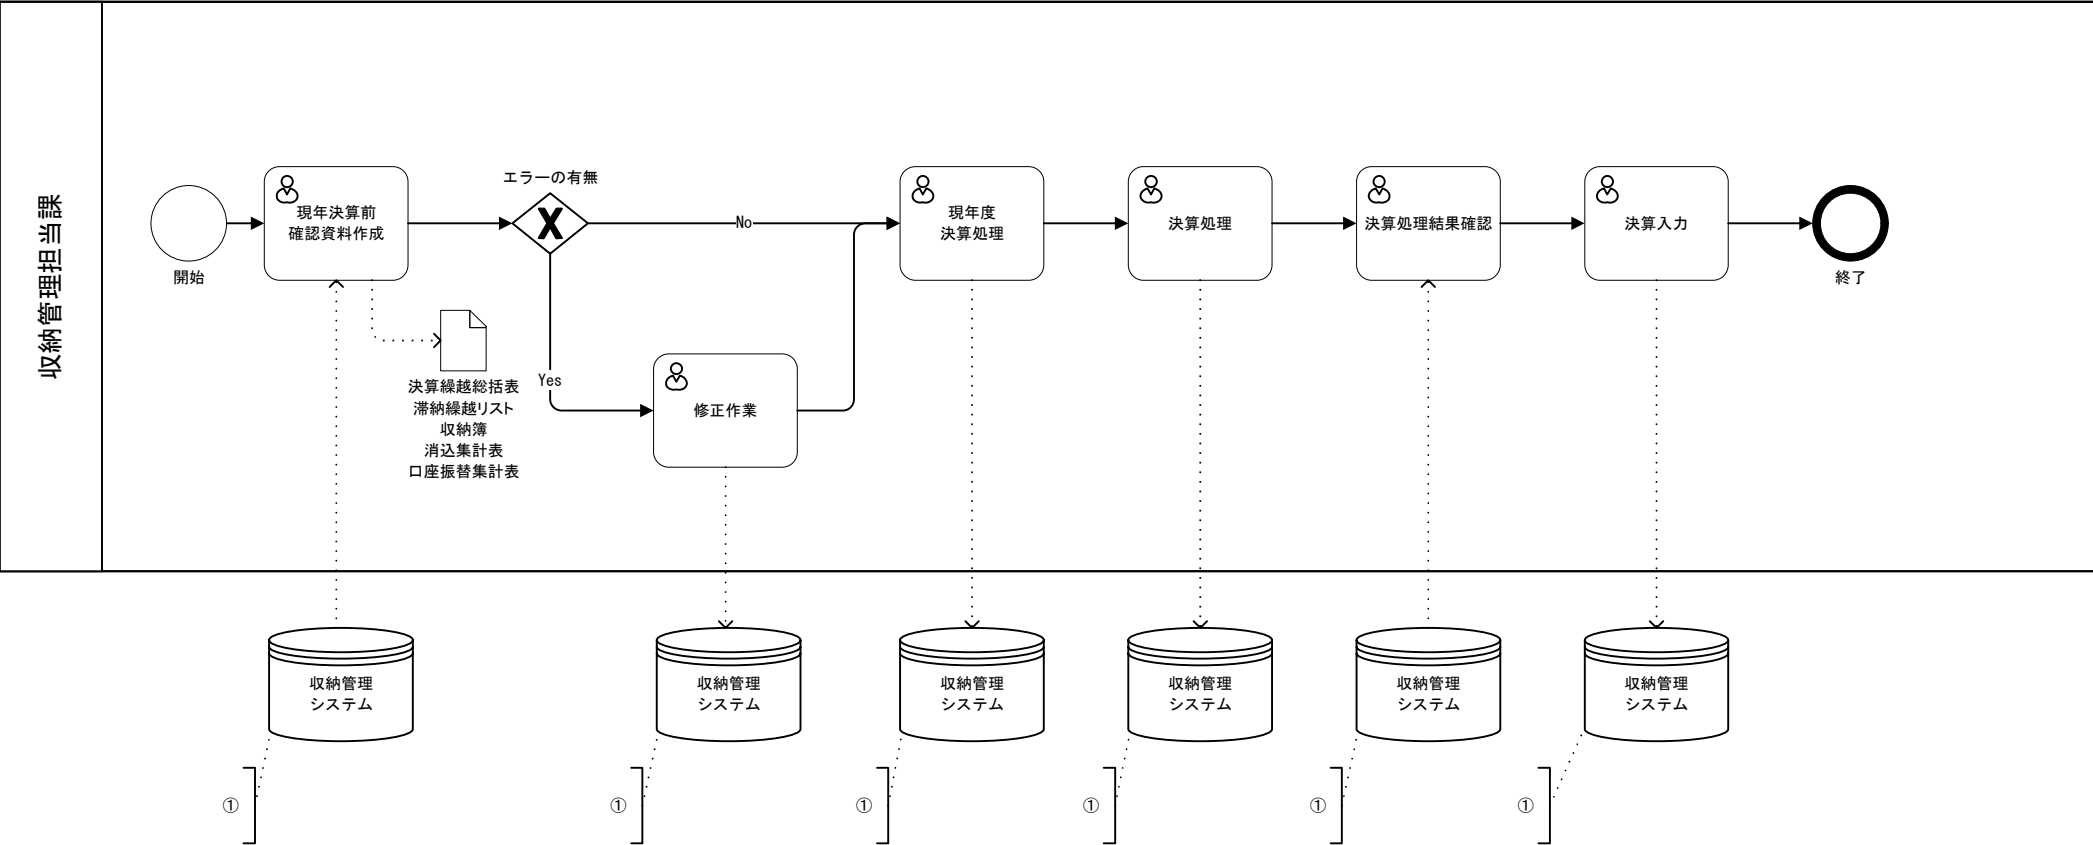 収納管理担当課
開始
現年決算前
確認資料作成
エラーの有無
No
Yes
決算繰越総括表
滞納繰越リスト
収納簿
消込集計表
口座振替集計表
修正作業
現年度
決算処理
決算処理
決算処理結果確認
決算入力
終了
収納管理
システム
収納管理
システム
収納管理
システム
収納管理
システム
収納管理
システム
収納管理
システム
①
①
①
①
①
①